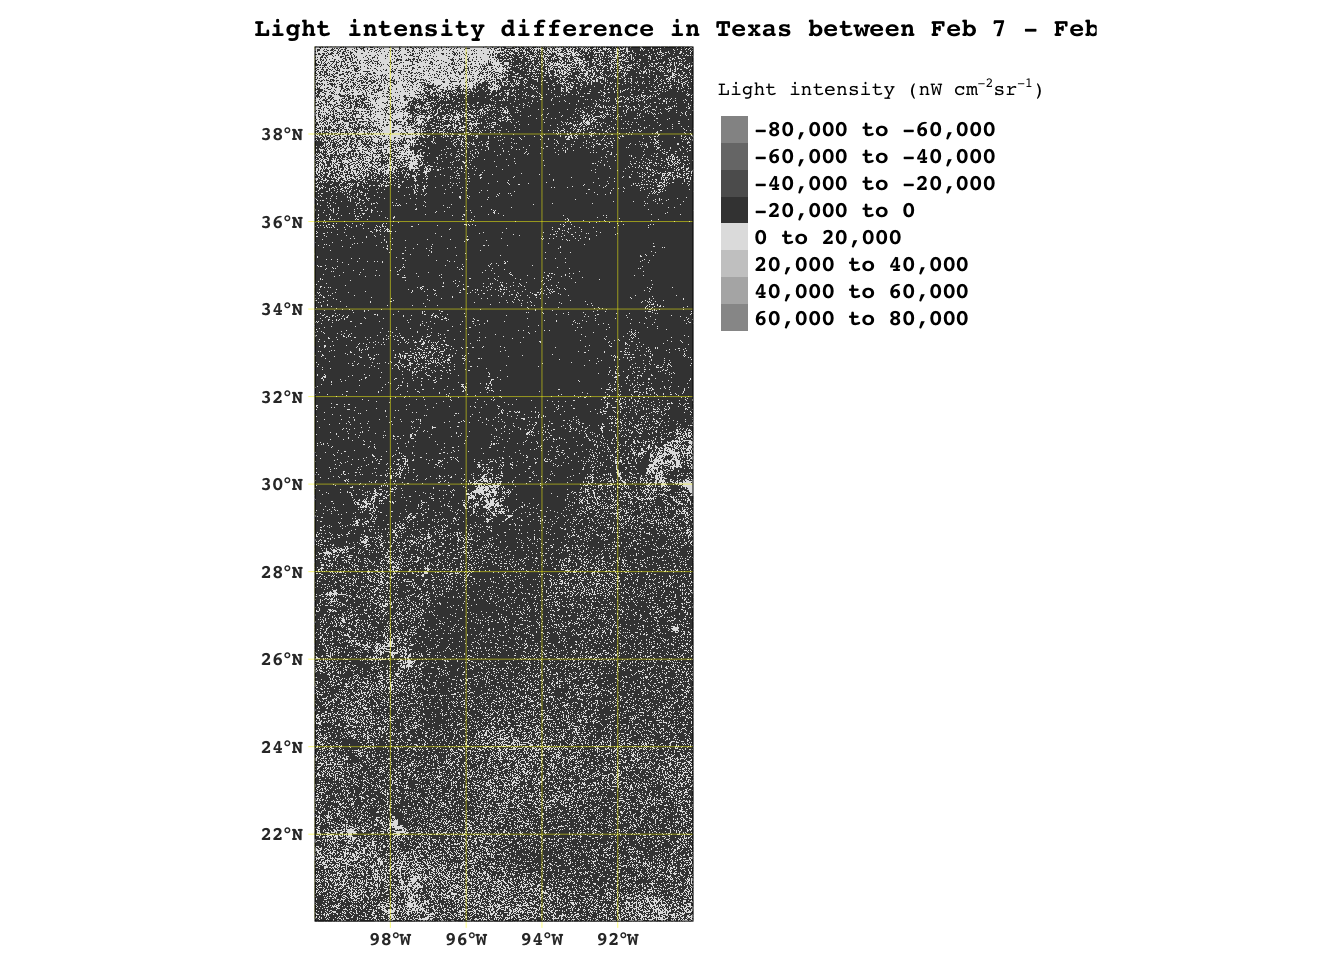 Light intensity difference in Texas between Feb 7 - Feb
Light intensity (nW cm−2sr−1)
−80,000 to −60,000
−60,000 to −40,000
−40,000 to −20,000
−20,000 to 0
0 to 20,000
20,000 to 40,000
40,000 to 60,000
60,000 to 80,000
38°N
36°N
34°N
32°N
30°N
28°N
26°N
24°N
22°N
98°W 96°W 94°W 92°W